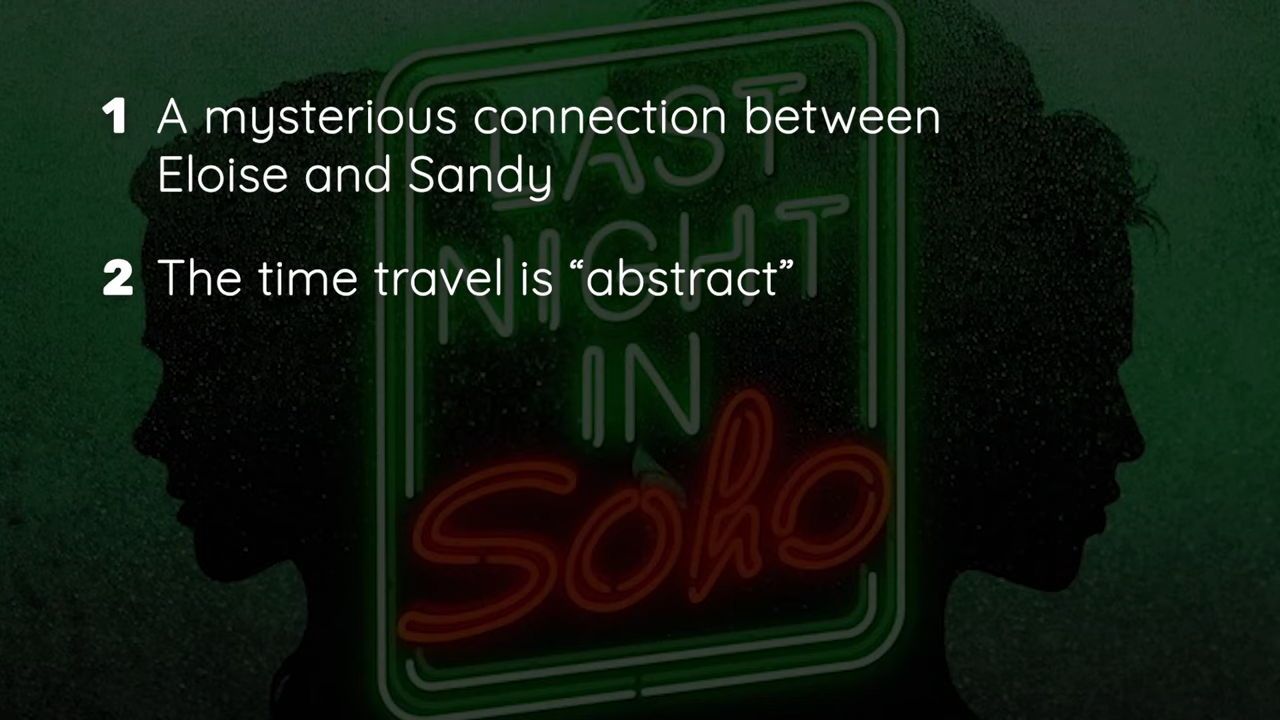 1 A mysterious connection between
Eloise and Sandy
2 The time travel is “abstract”
LAST
NIGHT
IN
Soho